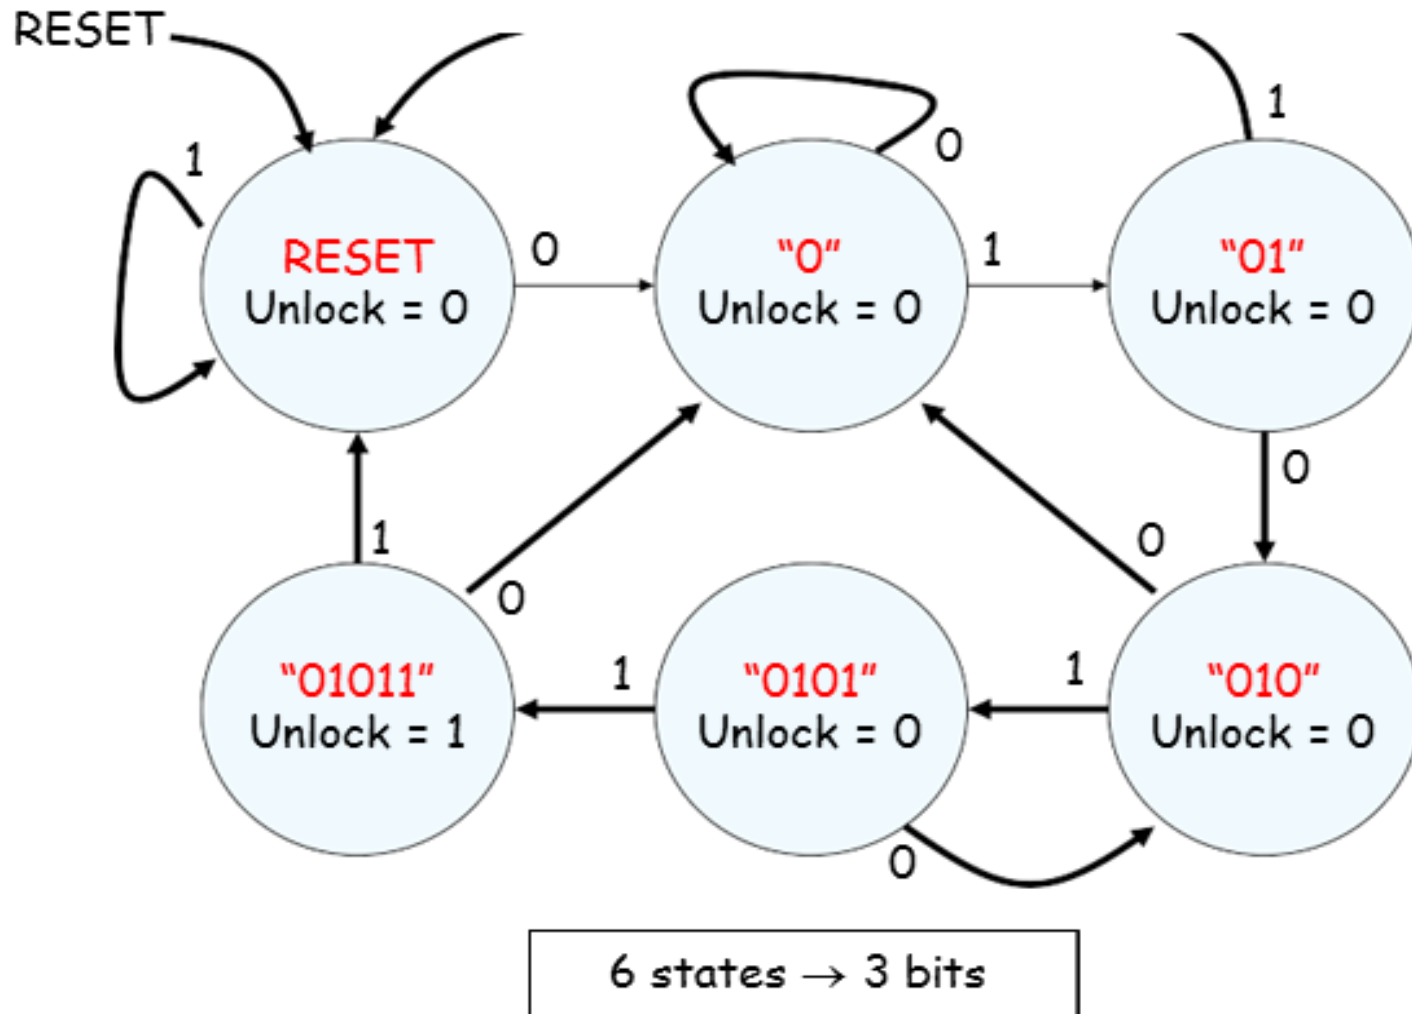 RESET
1
0
1
RESET
Unlock = 0
0
"0"
Unlock = 0
1
"01"
Unlock = 0
0
1
0
0
"01011"
Unlock = 1
1
"0101"
Unlock = 0
1
"010"
Unlock = 0
0
6 states → 3 bits